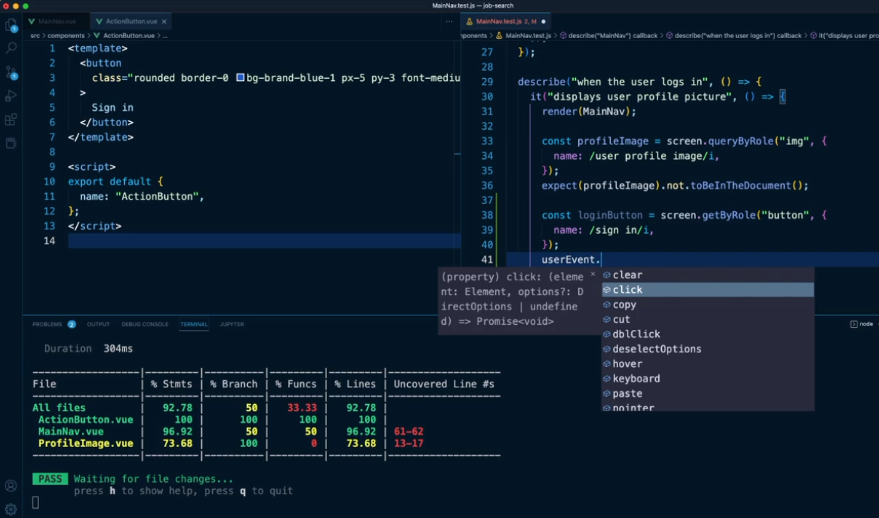 MainNav.test.js — job-search
MainNav.vue
ActionButton.vue
MainNav.test.js 2, M
src > components > ActionButton.vue > ...
ponents > MainNav.test.js > describe("MainNav") callback > describe("when the user logs in") callback > it("displays user pro
1 <template>
2 <button
3 class="rounded border-0 bg-brand-blue-1 px-5 py-3 font-medium
4 >
5 Sign in
6 </button>
7 </template>
8
9 <script>
10 export default {
11 name: "ActionButton",
12 };
13 </script>
14
27 });
28
29 describe("when the user logs in", () => {
30 it("displays user profile picture", () => {
31 render(MainNav);
32
33 const profileImage = screen.queryByRole("img", {
34 name: /user profile image/i,
35 });
36 expect(profileImage).not.toBeInTheDocument();
37
38 const loginButton = screen.getByRole("button", {
39 name: /sign in/i,
40 });
41 userEvent.
(property) click: (eleme
nt: Element, options?: D
irectOptions | undefine
d) => Promise<void>
clear
click
copy
cut
dblClick
deselectOptions
hover
keyboard
paste
pointer
PROBLEMS 2 OUTPUT DEBUG CONSOLE TERMINAL JUPYTER
node
Duration 304ms
File | % Stmts | % Branch | % Funcs | % Lines | Uncovered Line #s
All files | 92.78 | 50 | 33.33 | 92.78 |
ActionButton.vue | 100 | 100 | 100 | 100 |
MainNav.vue | 96.92 | 50 | 50 | 96.92 | 61-62
ProfileImage.vue | 73.68 | 100 | 0 | 73.68 | 13-17
PASS Waiting for file changes...
press h to show help, press q to quit